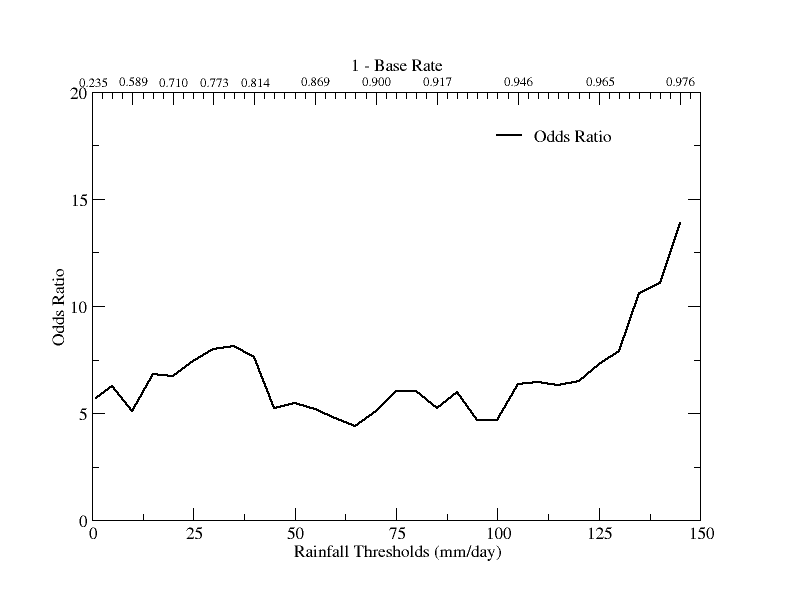 1 - Base Rate
0.235 0.589 0.710 0.773 0.814 0.869 0.900 0.917 0.946 0.965 0.976
20
Odds Ratio
15
10
5
0
Odds Ratio
0 25 50 75 100 125 150
Rainfall Thresholds (mm/day)